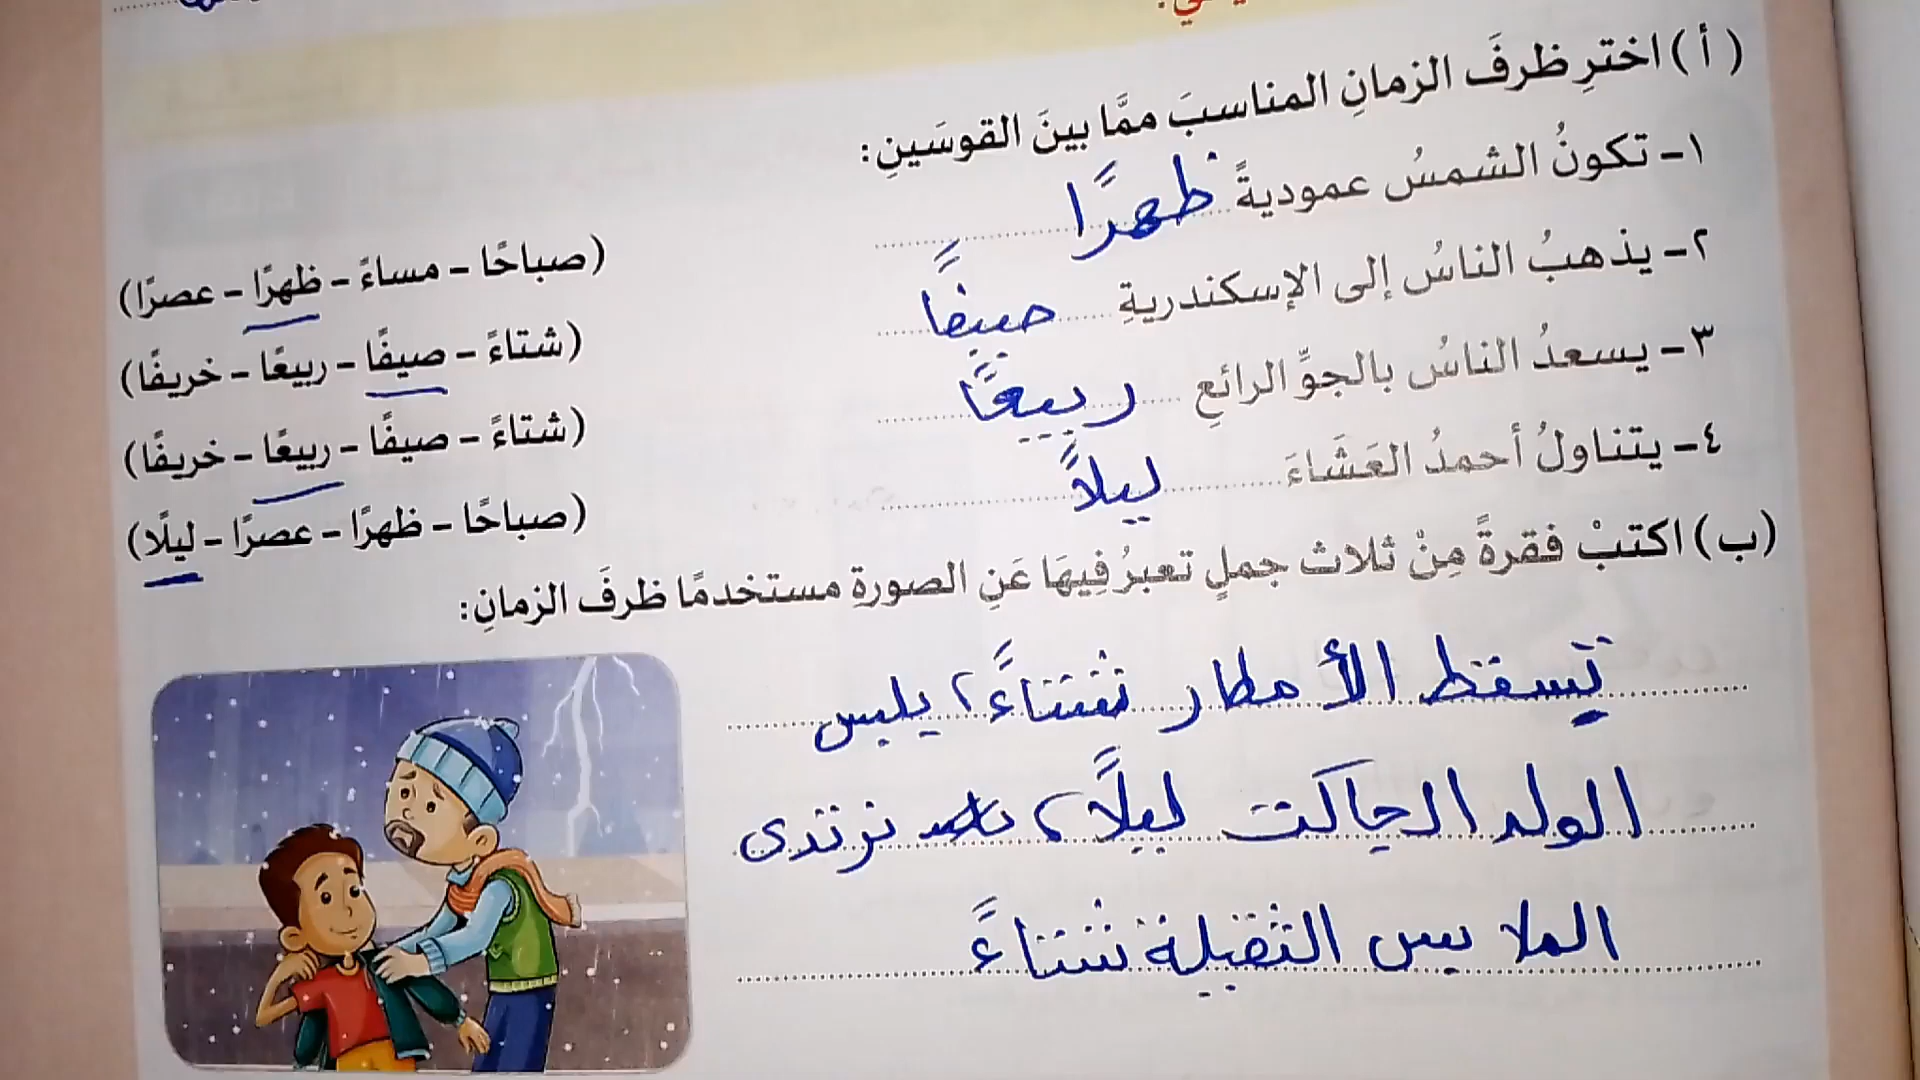 (أ) اخترِ ظرفَ الزمانِ المناسبَ ممَّا بينَ القوسَينِ:
١- تكونُ الشمسُ عموديةً ظهرًا (صباحًا - مساءً - ظهرًا - عصرًا)
٢- يذهبُ الناسُ إلى الإسكندريةِ صيفًا (شتاءً - صيفًا - ربيعًا - خريفًا)
٣- يسعدُ الناسُ بالجوِّ الرائعِ ربيعًا (شتاءً - صيفًا - ربيعًا - خريفًا)
٤- يتناولُ أحمدُ العَشَاءَ ليلاً (صباحًا - ظهرًا - عصرًا - ليلًا)
(ب) اكتبْ فقرةً مِنْ ثلاث جملٍ تعبرُ فِيهَا عَنِ الصورةِ مستخدمًا ظرفَ الزمانِ:
تسقط الأمطار شتاءً، يلبس
الولد الجاكت ليلًا، نرتدى
الملابس الثقيلة شتاءً